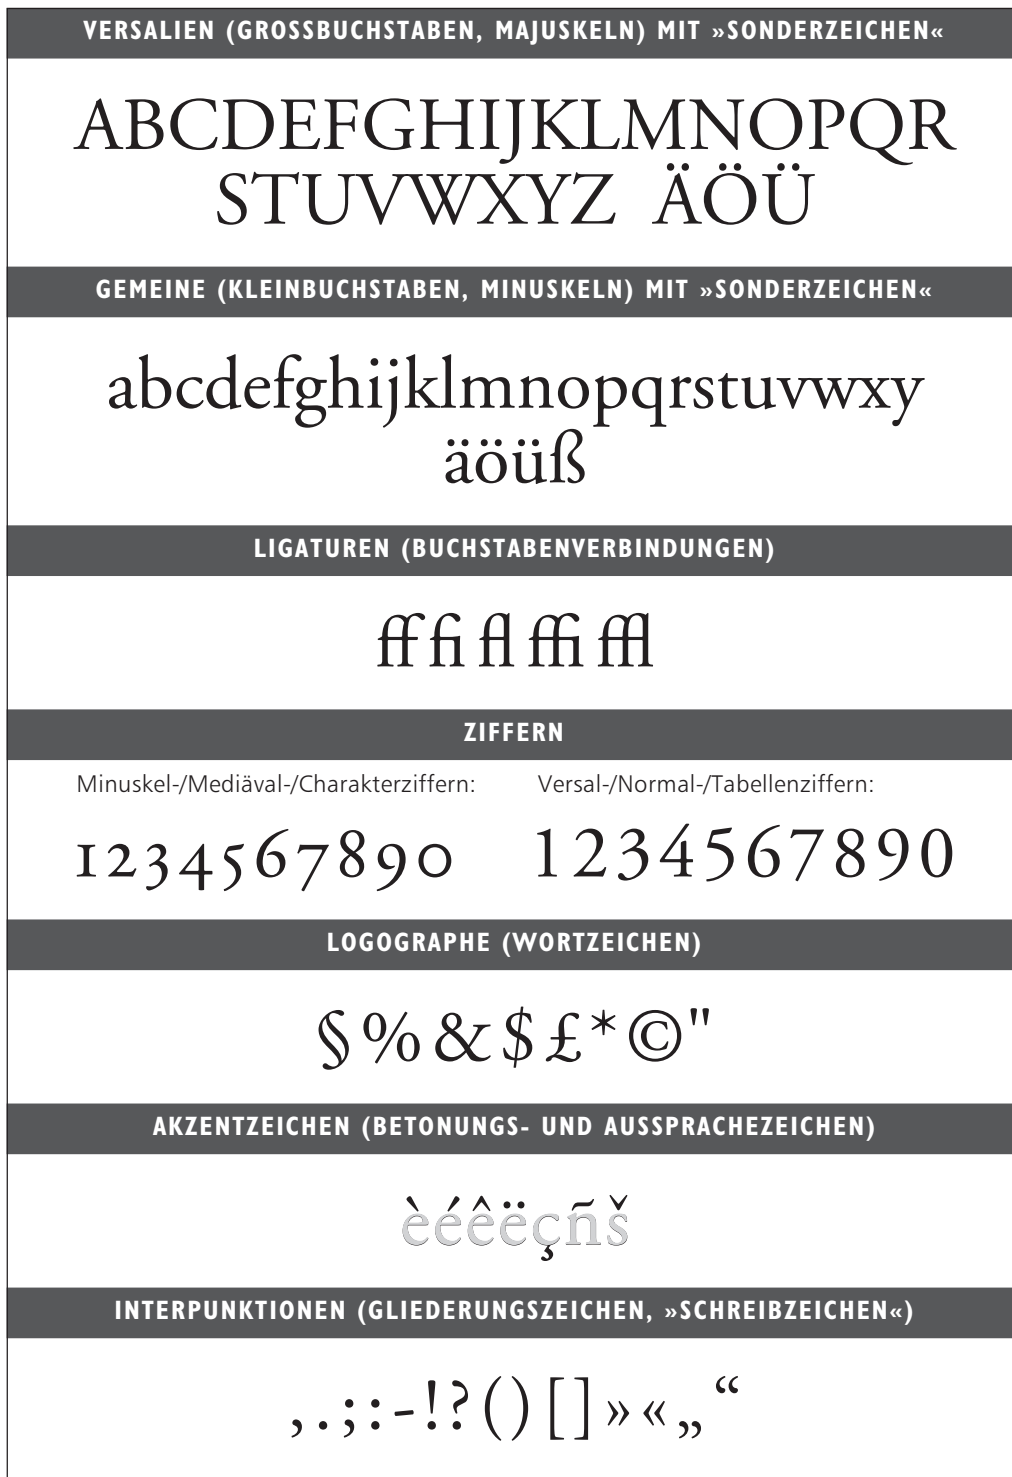 VERSALIEN (GROSSBUCHSTABEN, MAJUSKELN) MIT »SONDERZEICHEN«
ABCDEFGHIJKLMNOPQR
STUVWXYZ ÄÖÜ
GEMEINE (KLEINBUCHSTABEN, MINUSKELN) MIT »SONDERZEICHEN«
abcdefghijklmnopqrstuvwxy
äöüß
LIGATUREN (BUCHSTABENVERBINDUNGEN)
ff fi fl ffi ffl
ZIFFERN
Minuskel-/Mediäval-/Charakterziffern: Versal-/Normal-/Tabellenziffern:
1234567890 1234567890
LOGOGRAPHE (WORTZEICHEN)
§%&$£*©"
AKZENTZEICHEN (BETONUNGS- UND AUSSPRACHEZEICHEN)
èéêëçñš
INTERPUNKTIONEN (GLIEDERUNGSZEICHEN, »SCHREIBZEICHEN«)
,.;:-!?()[]»«„“